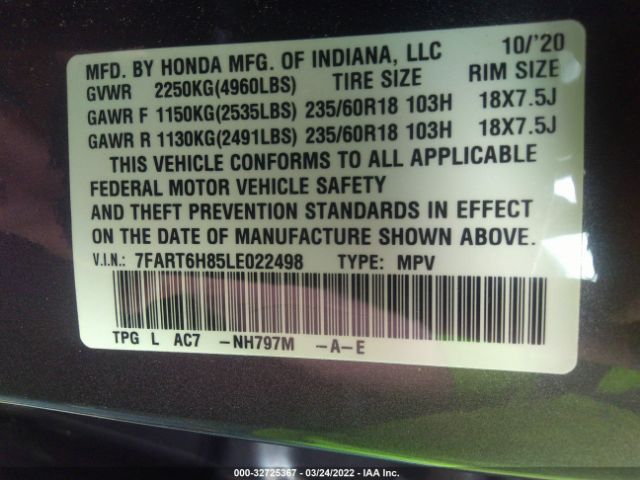 MFD. BY HONDA MFG. OF INDIANA, LLC 10/'20
GVWR 2250KG(4960LBS) TIRE SIZE RIM SIZE
GAWR F 1150KG(2535LBS) 235/60R18 103H 18X7.5J
GAWR R 1130KG(2491LBS) 235/60R18 103H 18X7.5J
THIS VEHICLE CONFORMS TO ALL APPLICABLE
FEDERAL MOTOR VEHICLE SAFETY
AND THEFT PREVENTION STANDARDS IN EFFECT
ON THE DATE OF MANUFACTURE SHOWN ABOVE.
V.I.N.: 7FART6H85LE022498 TYPE: MPV
TPG L AC7 -NH797M -A-E
000-32725367 - 03/24/2022 - IAA Inc.